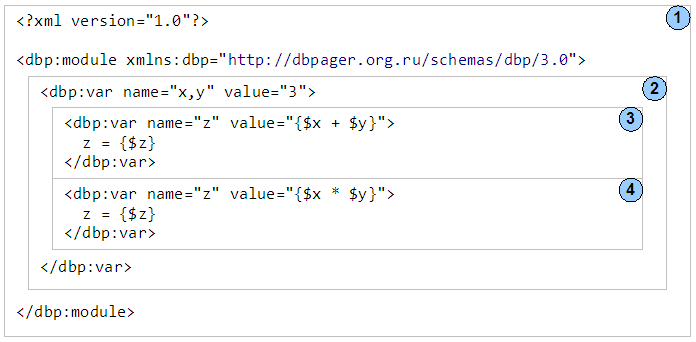 <?xml version="1.0"?> 1
<dbp:module xmlns:dbp="http://dbpager.org.ru/schemas/dbp/3.0">
<dbp:var name="x,y" value="3"> 2
<dbp:var name="z" value="{$x + $y}"> 3
z = {$z}
</dbp:var>
<dbp:var name="z" value="{$x * $y}"> 4
z = {$z}
</dbp:var>
</dbp:var>
</dbp:module>